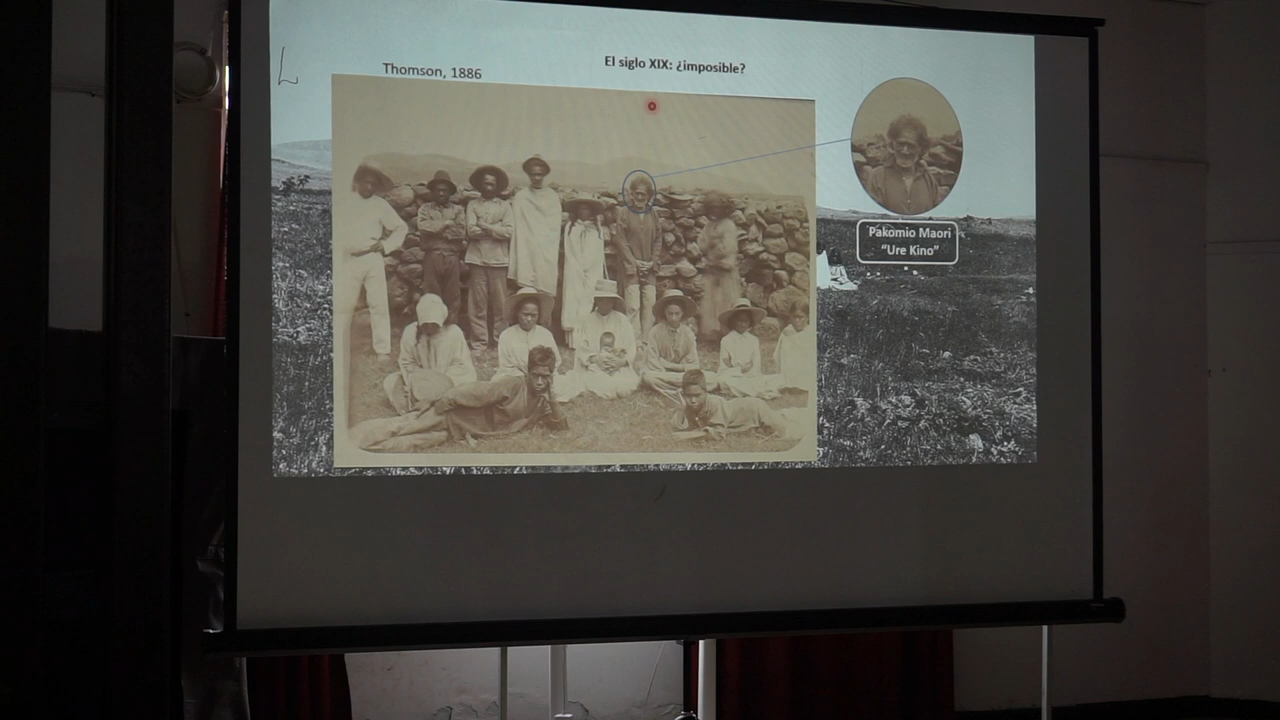 El siglo XIX: ¿imposible?
Thomson, 1886
Pakomio Maori
"Ure Kino"